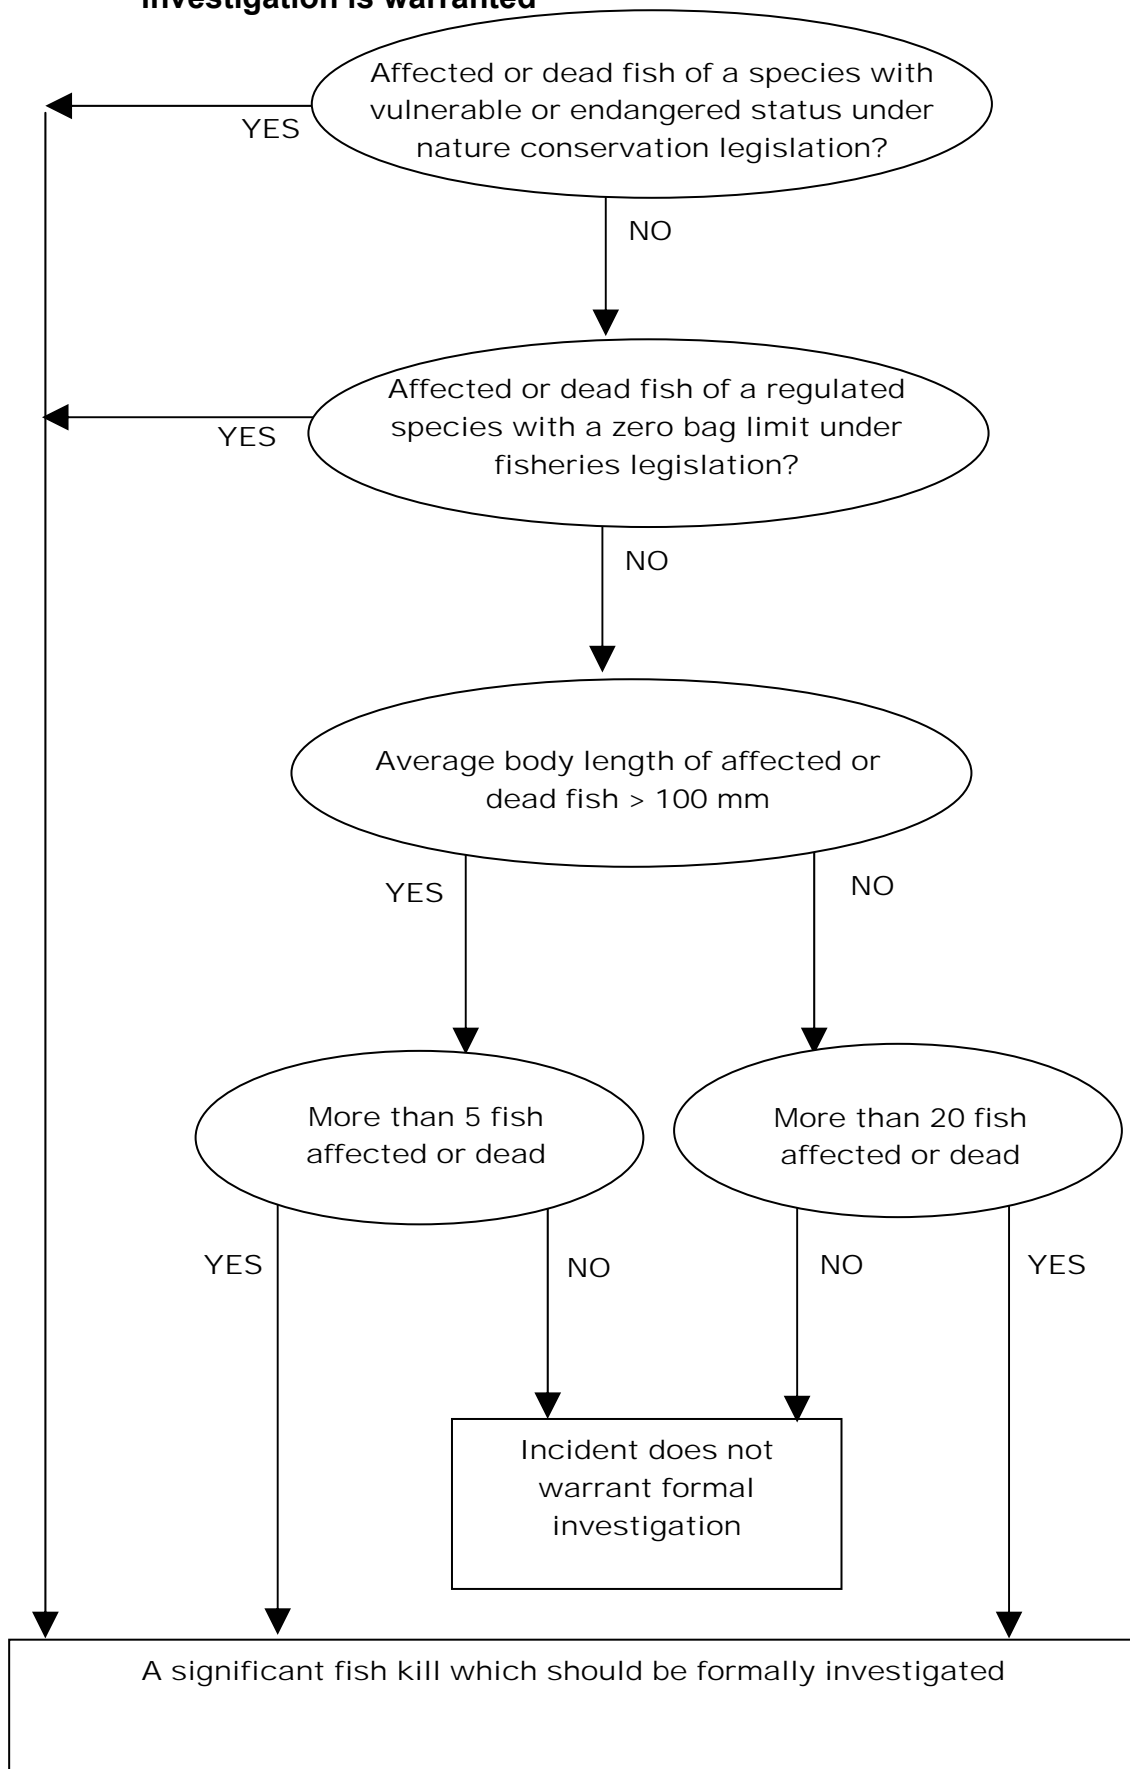 investigation is warranted
Affected or dead fish of a species with
vulnerable or endangered status under
nature conservation legislation?
YES
NO
Affected or dead fish of a regulated
species with a zero bag limit under
fisheries legislation?
YES
NO
Average body length of affected or
dead fish > 100 mm
YES
NO
More than 5 fish
affected or dead
More than 20 fish
affected or dead
YES
NO
NO
YES
Incident does not
warrant formal
investigation
A significant fish kill which should be formally investigated